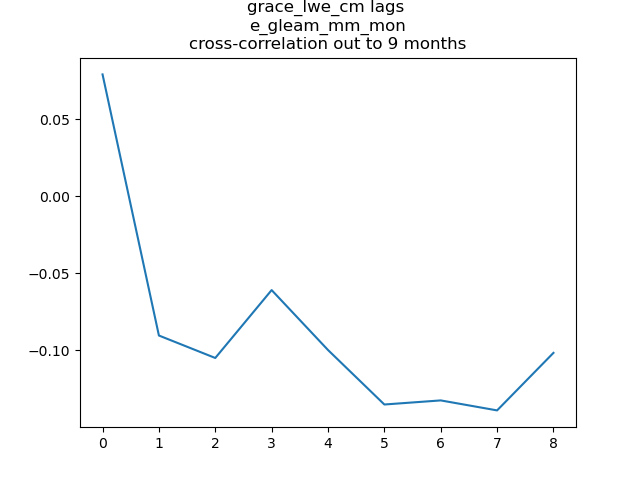 grace_lwe_cm lags
e_gleam_mm_mon
cross-correlation out to 9 months
0.05
0.00
−0.05
−0.10
0 1 2 3 4 5 6 7 8